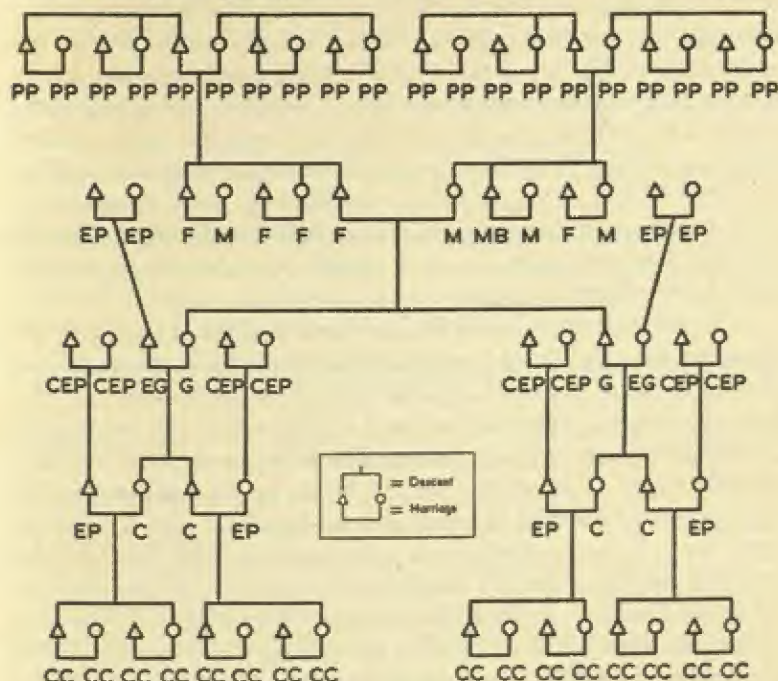 PP PP PP PP PP PP PP PP PP PP PP PP PP PP PP PP PP PP PP PP
EP EP F M F F F M MB M F M EP EP
CEP CEP EG G CEP CEP CEP CEP G EG CEP CEP
= Descent
= Marriage
EP C C EP EP C C EP
CC CC CC CC CC CC CC CC CC CC CC CC CC CC CC CC